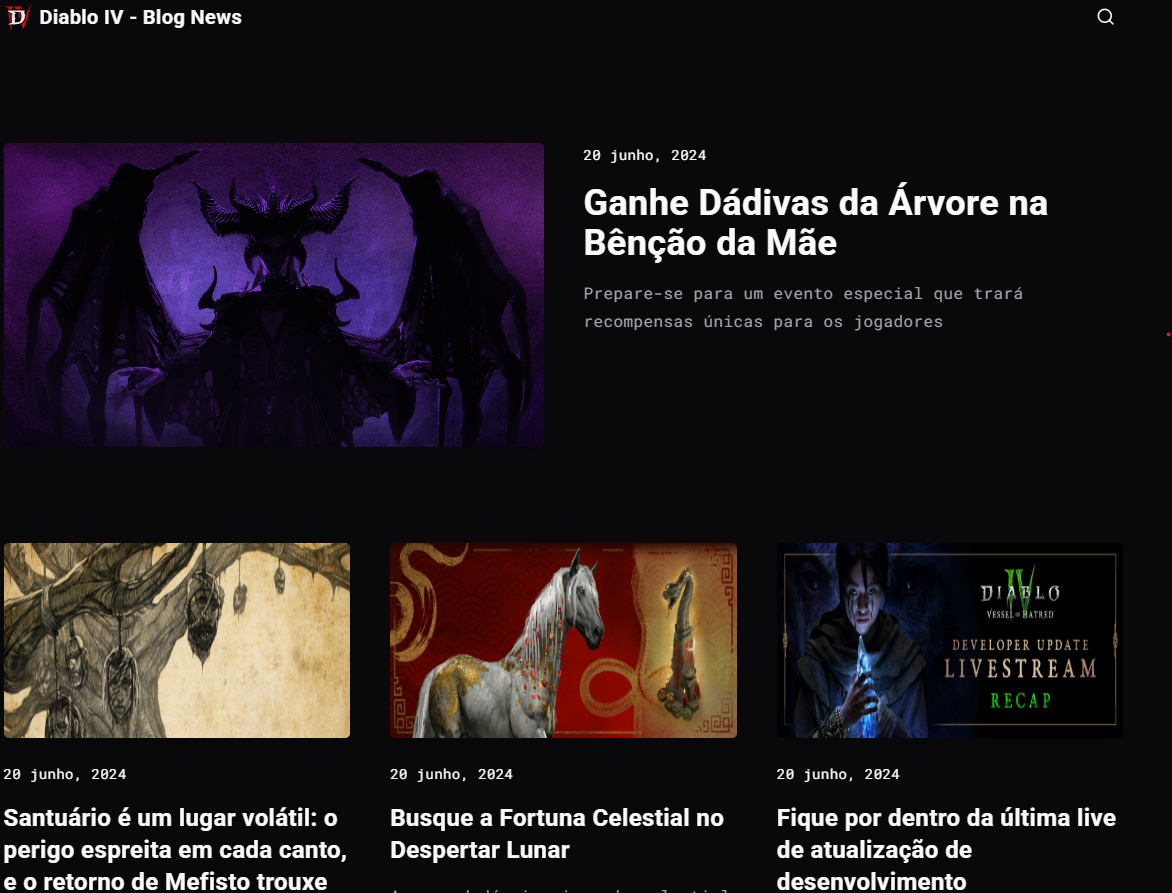 Diablo IV - Blog News
20 junho, 2024
Ganhe Dádivas da Árvore na
Bênção da Mãe
Prepare-se para um evento especial que trará
recompensas únicas para os jogadores
DIABLO
IV
VESSEL OF HATRED
DEVELOPER UPDATE
LIVESTREAM
RECAP
20 junho, 2024
Santuário é um lugar volátil: o
perigo espreita em cada canto,
e o retorno de Mefisto trouxe
20 junho, 2024
Busque a Fortuna Celestial no
Despertar Lunar
20 junho, 2024
Fique por dentro da última live
de atualização de
desenvolvimento